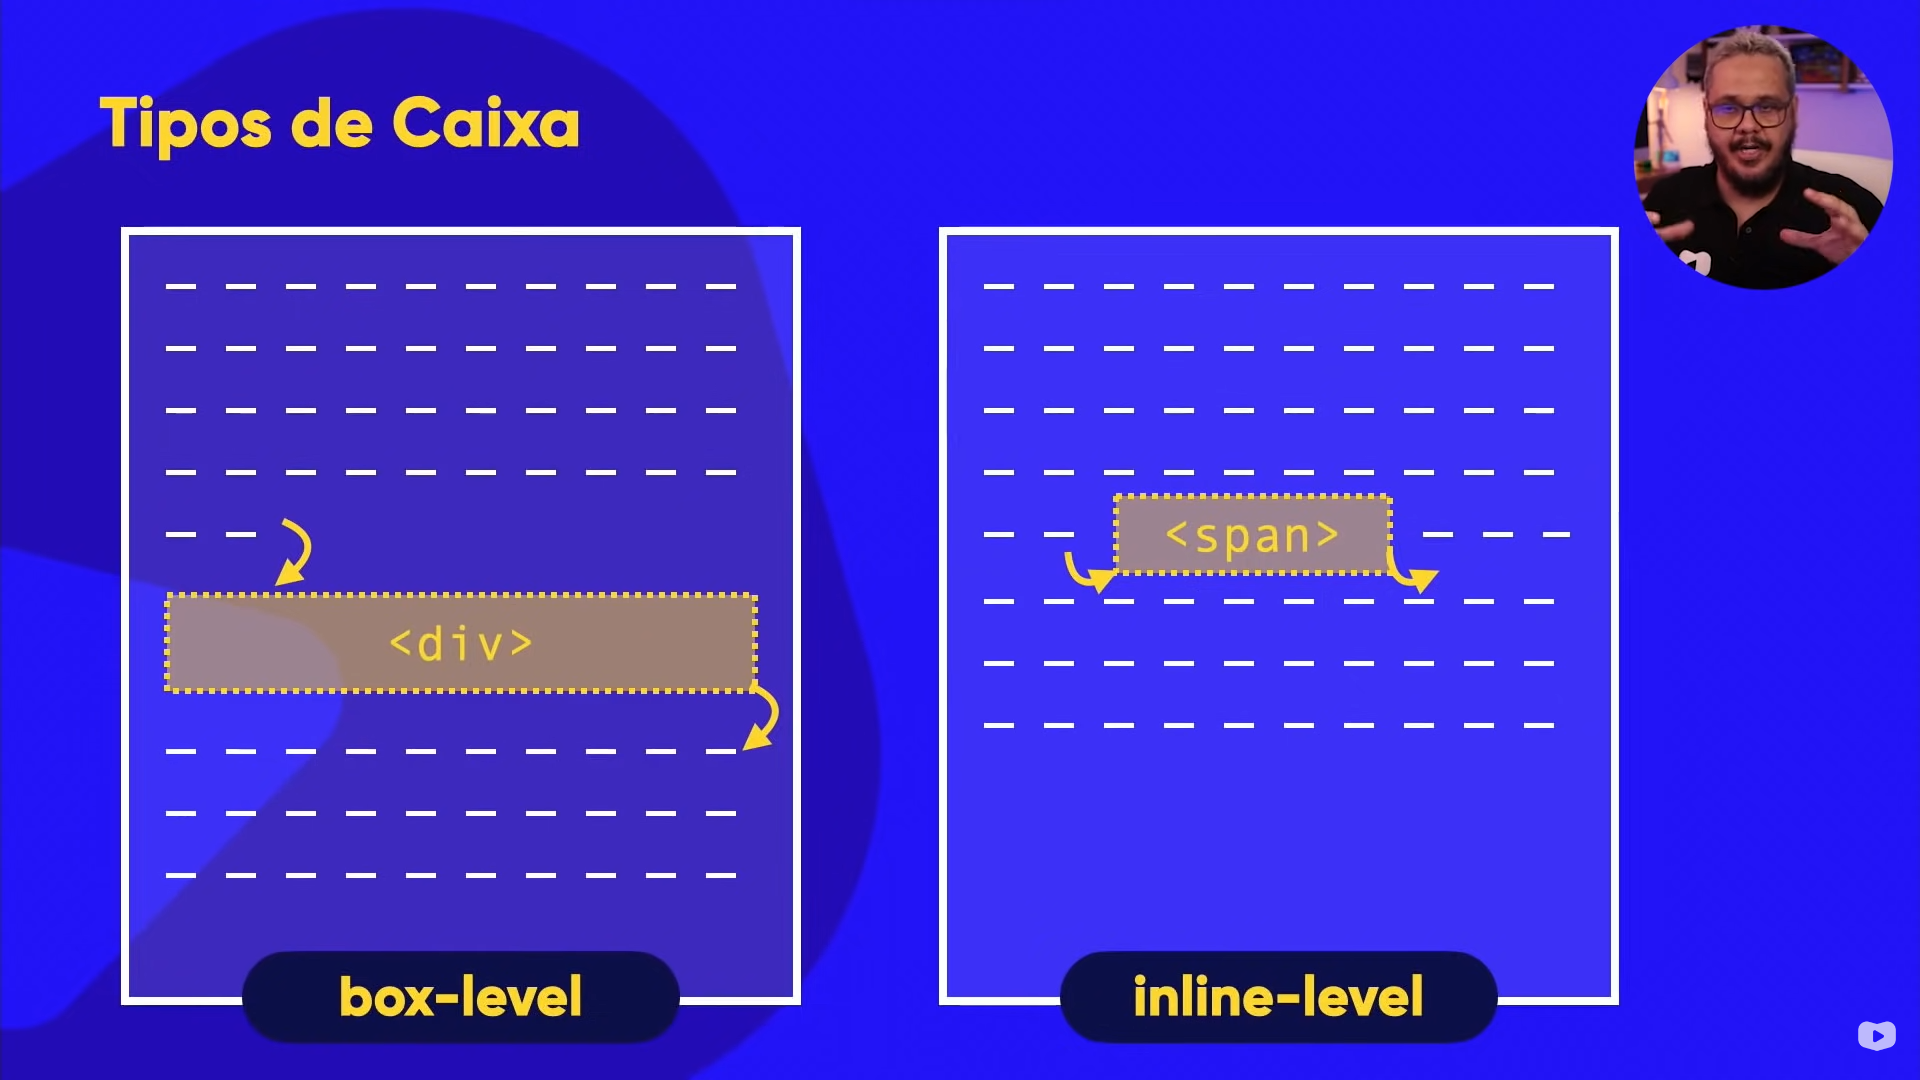 Tipos de Caixa
<div>
<span>
box-level
inline-level